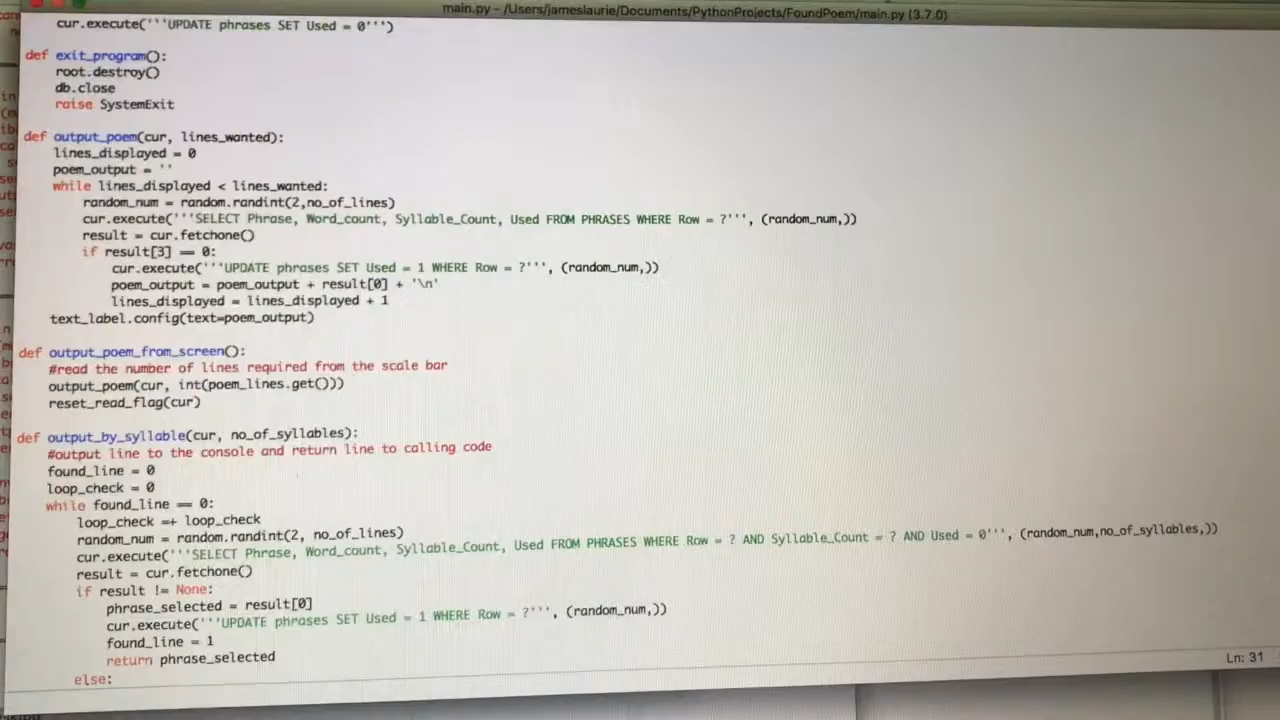 main.py - /Users/jameslaurie/Documents/PythonProjects/FoundPoem/main.py (3.7.0)
cur.execute('''UPDATE phrases SET Used = 0''')
def exit_program():
root.destroy()
db.close
raise SystemExit
def output_poem(cur, lines_wanted):
lines_displayed = 0
poem_output = ''
while lines_displayed < lines_wanted:
random_num = random.randint(2,no_of_lines)
cur.execute('''SELECT Phrase, Word_count, Syllable_Count, Used FROM PHRASES WHERE Row = ?''', (random_num,))
result = cur.fetchone()
if result[3] == 0:
cur.execute('''UPDATE phrases SET Used = 1 WHERE Row = ?''', (random_num,))
poem_output = poem_output + result[0] + '\n'
lines_displayed = lines_displayed + 1
text_label.config(text=poem_output)
def output_poem_from_screen():
#read the number of lines required from the scale bar
output_poem(cur, int(poem_lines.get()))
reset_read_flag(cur)
def output_by_syllable(cur, no_of_syllables):
#output line to the console and return line to calling code
found_line = 0
loop_check = 0
while found_line == 0:
loop_check =+ loop_check
random_num = random.randint(2, no_of_lines)
cur.execute('''SELECT Phrase, Word_count, Syllable_Count, Used FROM PHRASES WHERE Row = ? AND Syllable_Count = ? AND Used = 0''', (random_num,no_of_syllables,))
result = cur.fetchone()
if result != None:
phrase_selected = result[0]
cur.execute('''UPDATE phrases SET Used = 1 WHERE Row = ?''', (random_num,))
found_line = 1
return phrase_selected
else:
Ln: 31